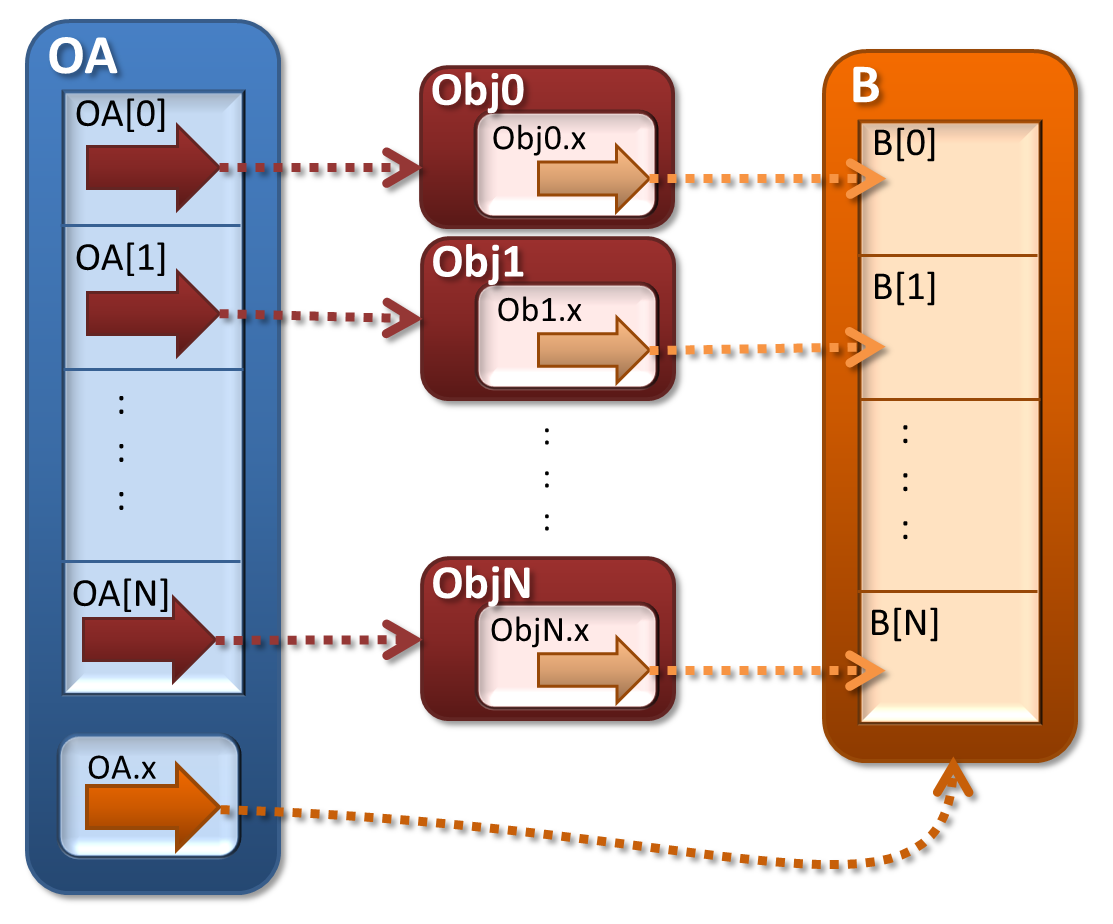 OA
OA[0]
OA[1]
:
:
:
OA[N]
OA.x
Obj0
Obj0.x
Obj1
Ob1.x
:
:
:
ObjN
ObjN.x
B
B[0]
B[1]
:
:
:
B[N]